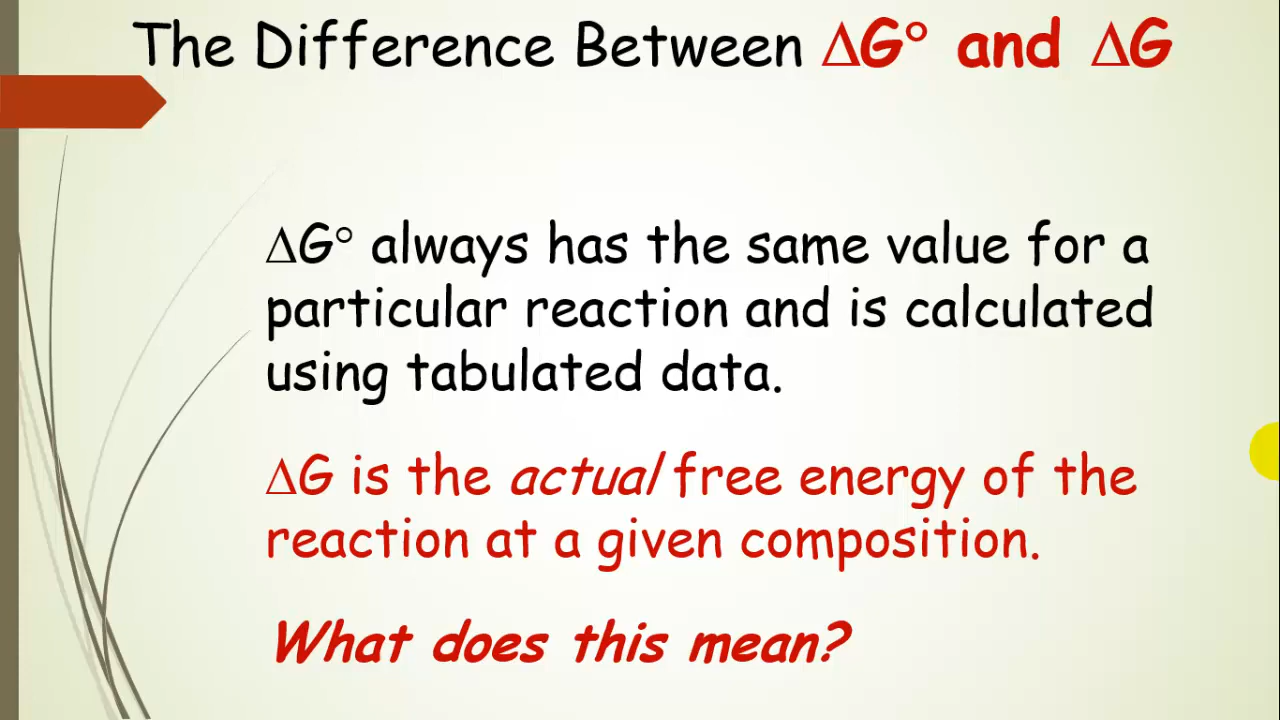 The Difference Between ΔG° and ΔG
ΔG° always has the same value for a
particular reaction and is calculated
using tabulated data.
ΔG is the actual free energy of the
reaction at a given composition.
What does this mean?